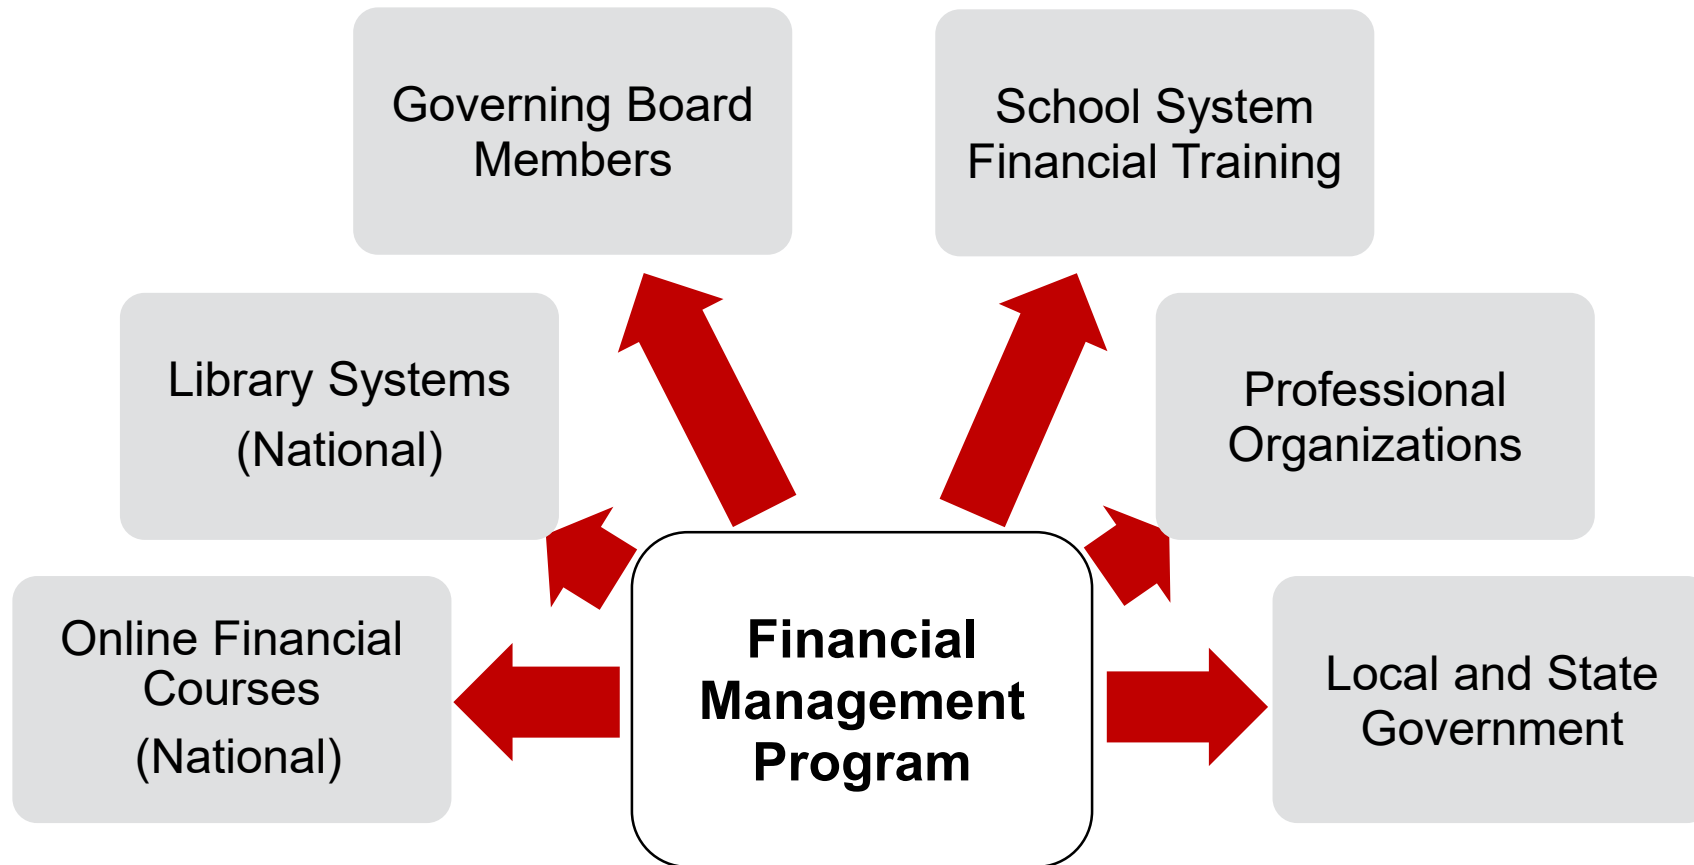 Governing Board
Members
School System
Financial Training
Library Systems
(National)
Professional
Organizations
Online Financial
Courses
(National)
Financial
Management
Program
Local and State
Government